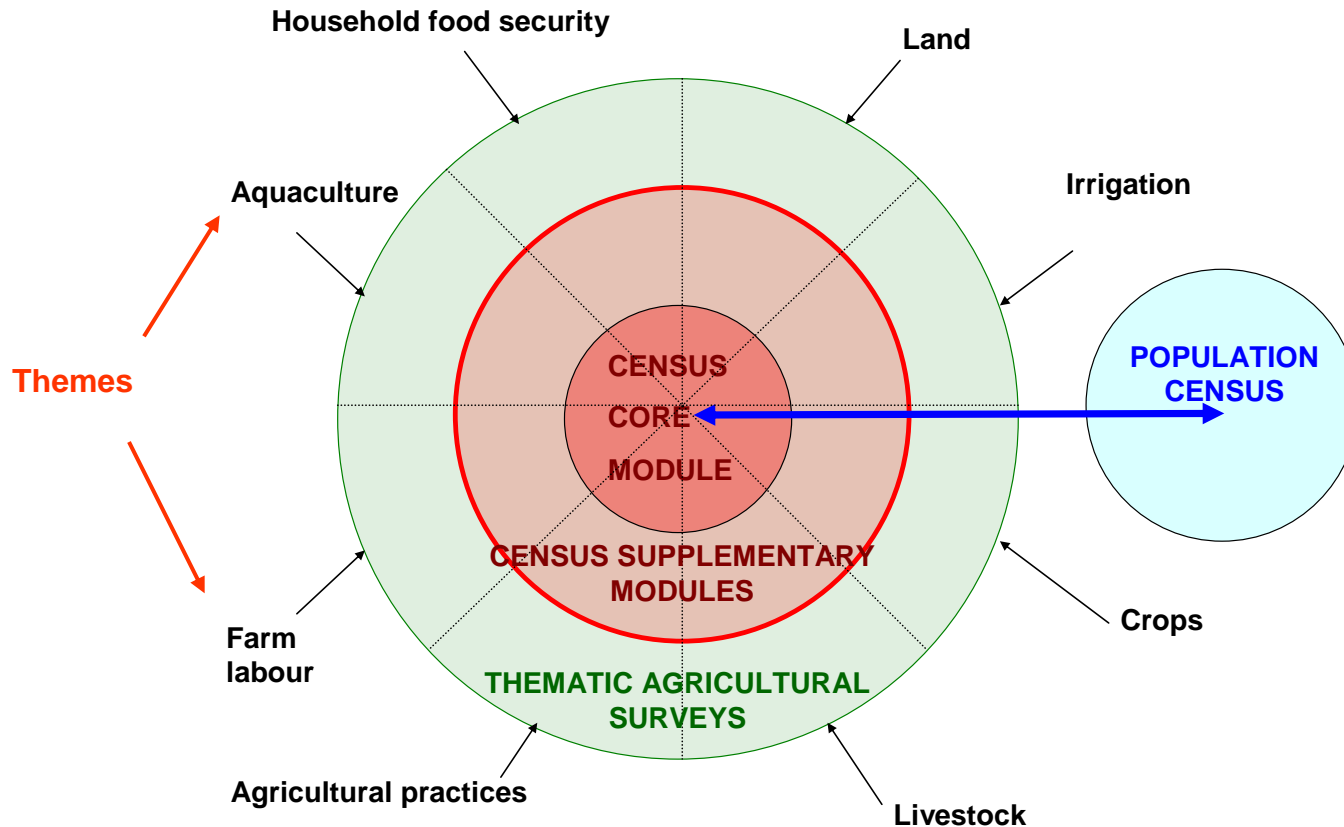 Household food security
Land
Aquaculture
Irrigation
Themes
CENSUS
CORE
MODULE
POPULATION
CENSUS
CENSUS SUPPLEMENTARY
MODULES
Farm
labour
Crops
THEMATIC AGRICULTURAL
SURVEYS
Agricultural practices
Livestock